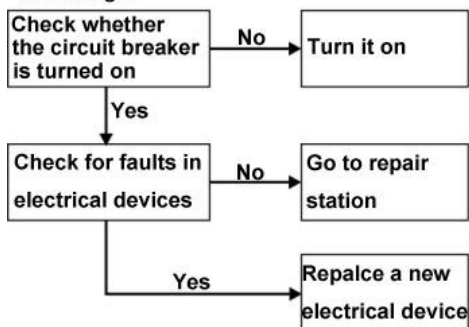 Check whether
the circuit breaker
is turned on
No
Turn it on
Yes
Check for faults in
electrical devices
No
Go to repair
station
Yes
Repalce a new
electrical device